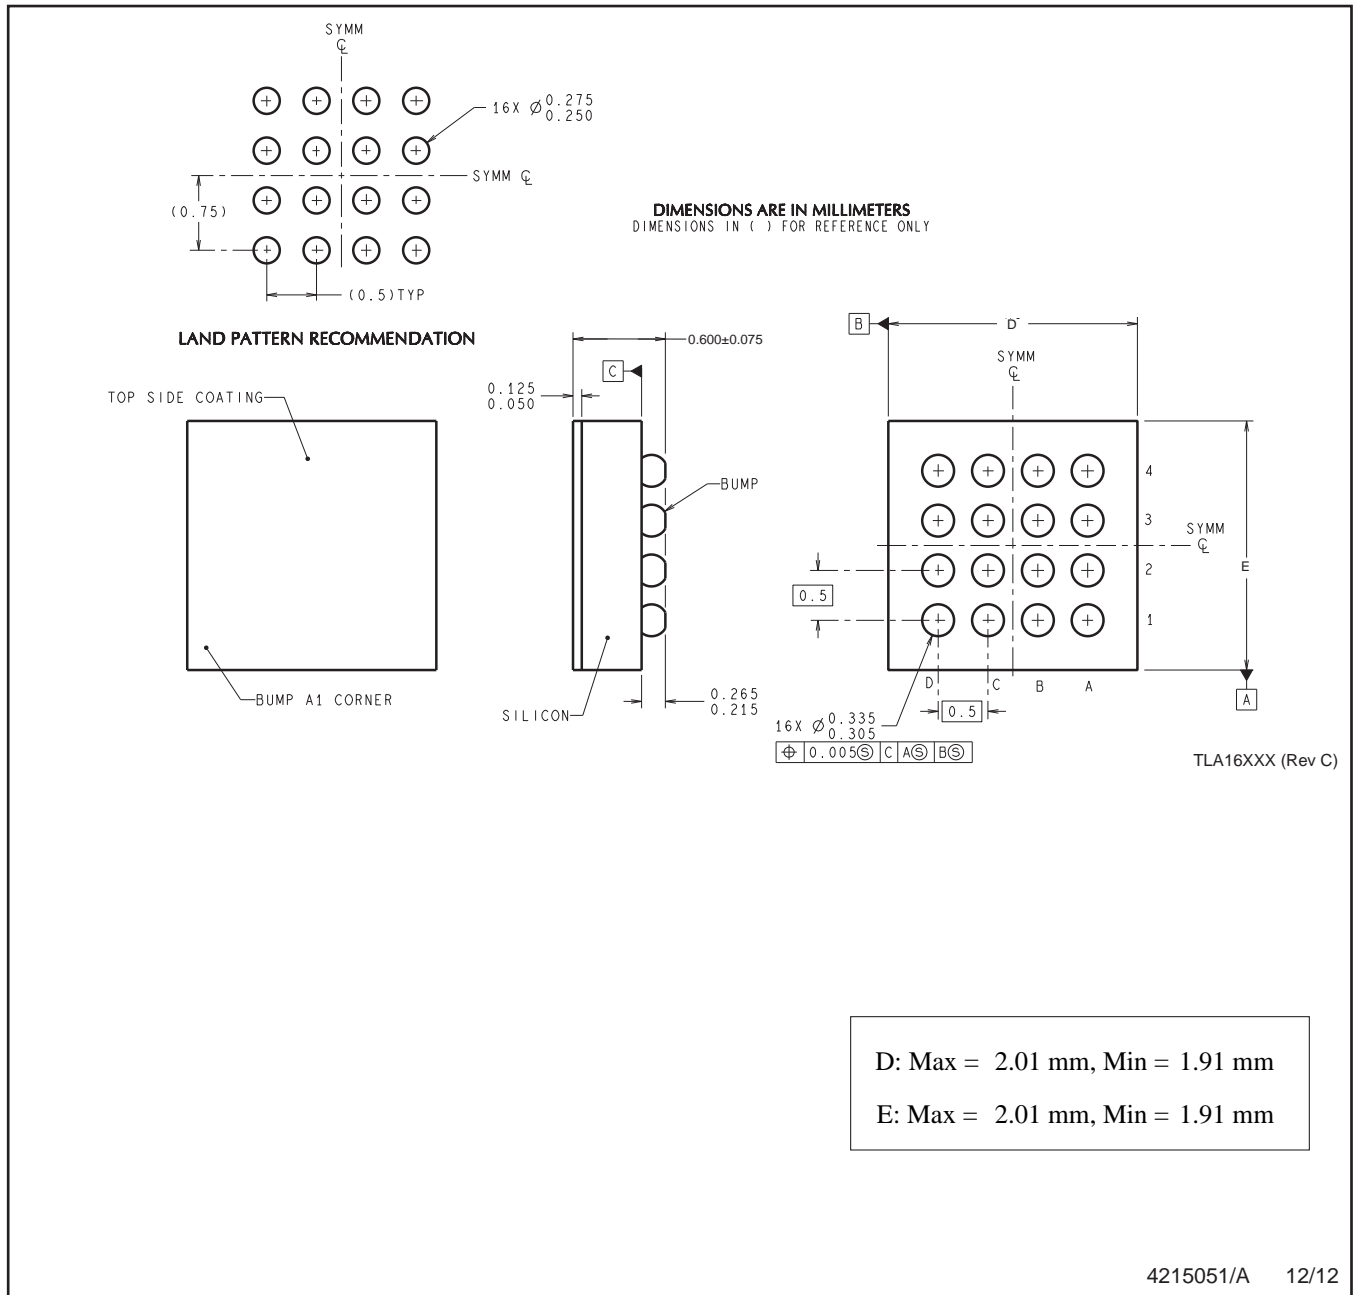 SYMM
℄
16X Ø 0.275
0.250
SYMM ℄
(0.75)
DIMENSIONS ARE IN MILLIMETERS
DIMENSIONS IN ( ) FOR REFERENCE ONLY
(0.5)TYP
LAND PATTERN RECOMMENDATION
TOP SIDE COATING
BUMP A1 CORNER
0.600±0.075
C
0.125
0.050
BUMP
SILICON
0.265
0.215
B
D
SYMM
℄
4
3
SYMM
℄
2
E
0.5
1
D
C
B
A
A
0.5
16X Ø 0.335
0.305
⌖ 0.005Ⓢ C AⓈ BⓈ
TLA16XXX (Rev C)
D: Max = 2.01 mm, Min = 1.91 mm
E: Max = 2.01 mm, Min = 1.91 mm
4215051/A 12/12